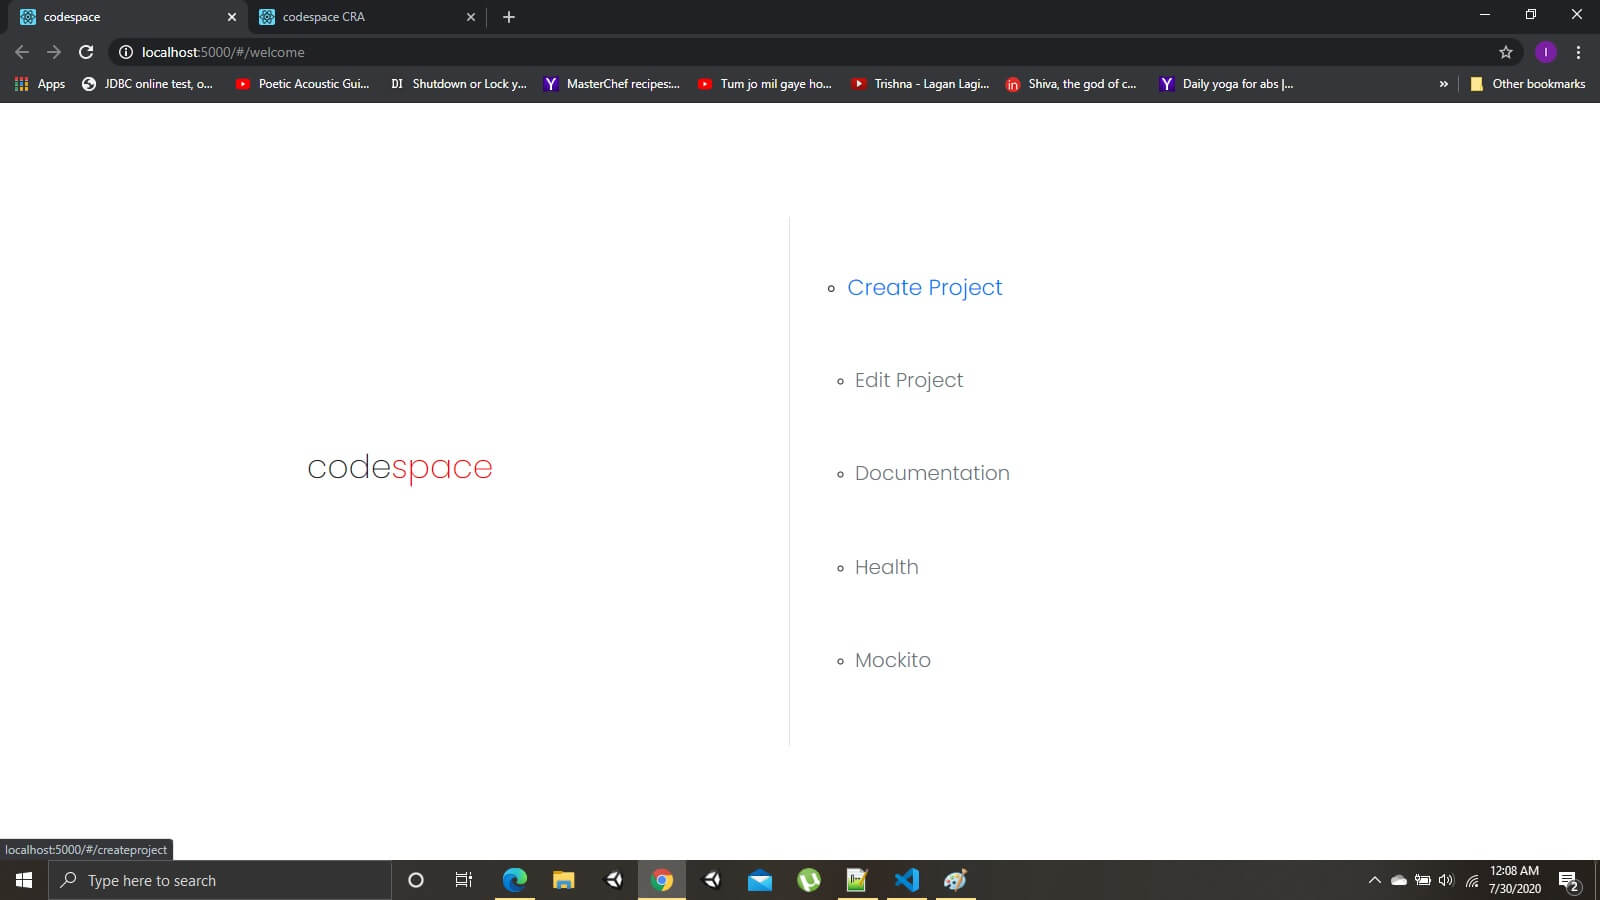 codespace
codespace CRA
localhost:5000/#/welcome
I
Apps
JDBC online test, o...
Poetic Acoustic Gui...
DI Shutdown or Lock y...
MasterChef recipes:...
Tum jo mil gaye ho...
Trishna - Lagan Lagi...
in Shiva, the god of c...
Daily yoga for abs |...
»
Other bookmarks
Create Project
Edit Project
codespace
Documentation
Health
Mockito
localhost:5000/#/createproject
Type here to search
12:08 AM
7/30/2020
2